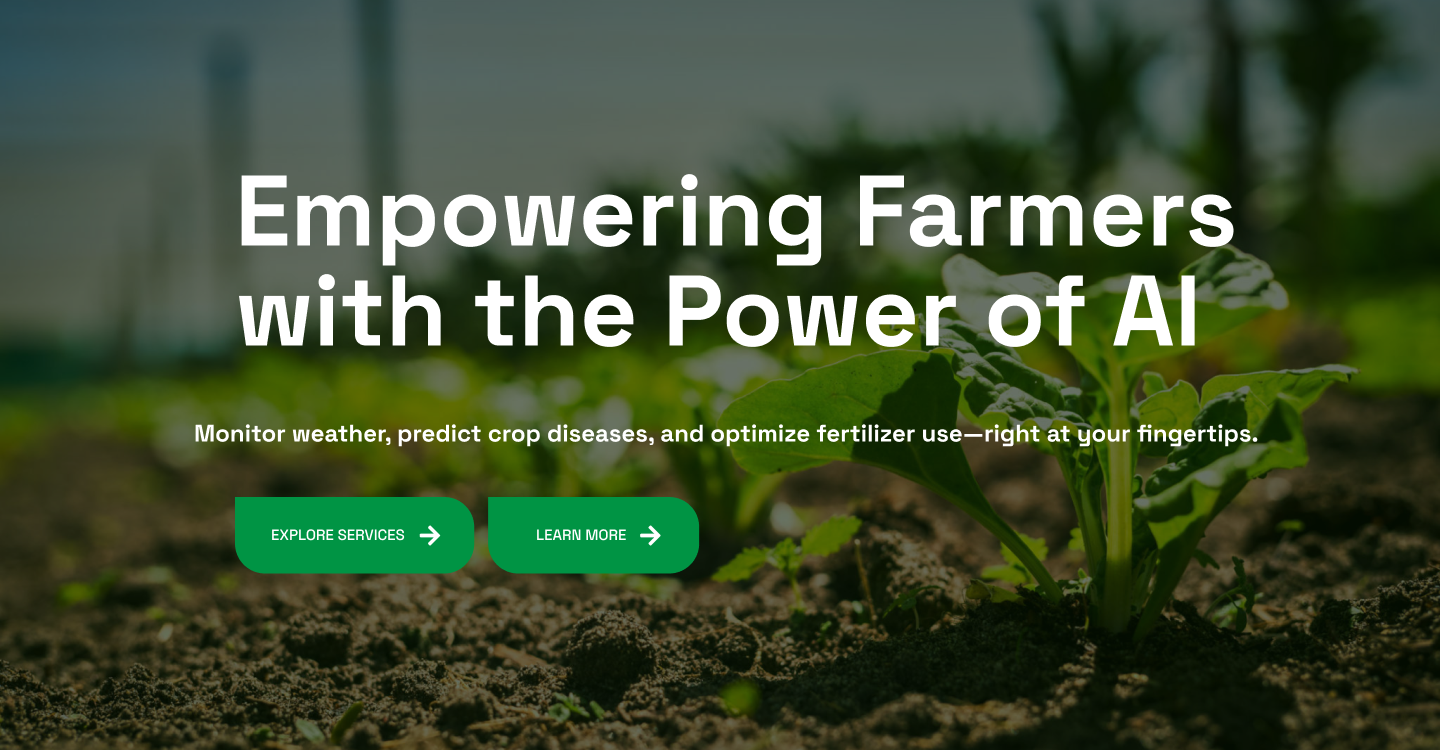 Empowering Farmers
with the Power of AI
Monitor weather, predict crop diseases, and optimize fertilizer use—right at your fingertips.
EXPLORE SERVICES
LEARN MORE